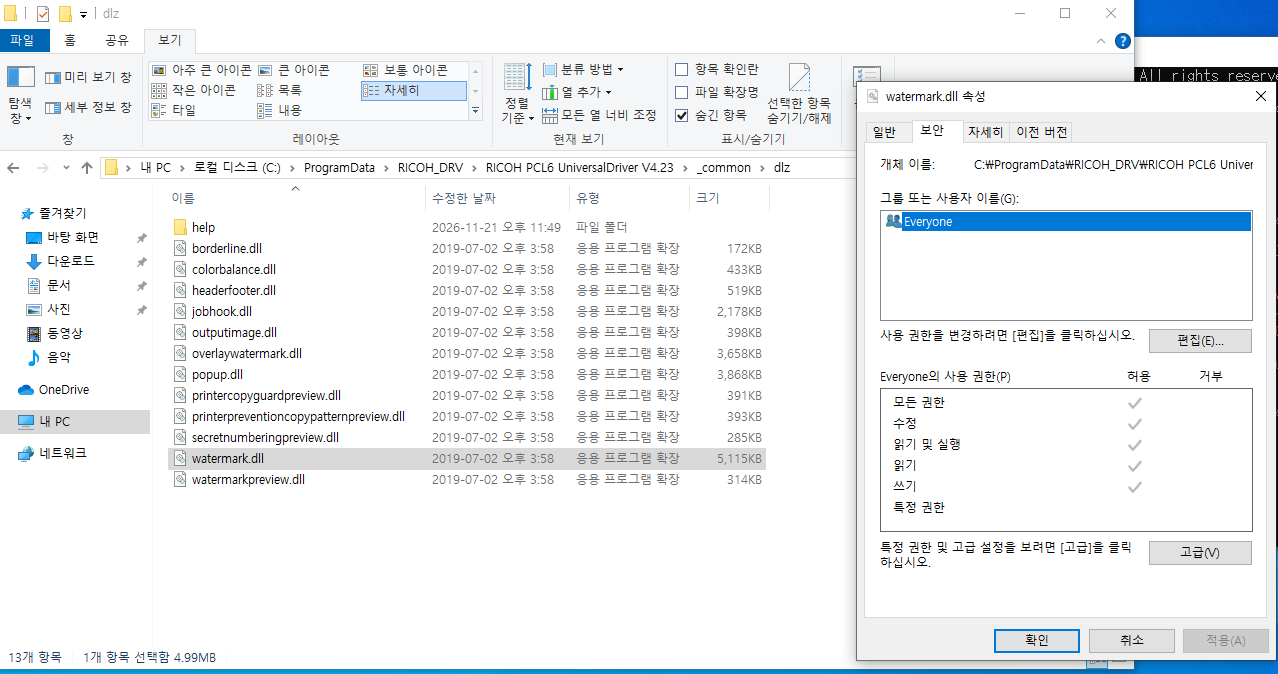 dlz
파일 홈 공유 보기
탐색 창
미리 보기 창
세부 정보 창
창
아주 큰 아이콘 큰 아이콘 보통 아이콘
작은 아이콘 목록 자세히
타일 내용
레이아웃
정렬 기준
분류 방법
열 추가
모든 열 너비 조정
현재 보기
항목 확인란
파일 확장명
숨긴 항목
선택한 항목 숨기기/해제
표시/숨기기
All rights reserve
내 PC > 로컬 디스크 (C:) > ProgramData > RICOH_DRV > RICOH PCL6 UniversalDriver V4.23 > _common > dlz
즐겨찾기
바탕 화면
다운로드
문서
사진
동영상
음악
OneDrive
내 PC
네트워크
이름 수정한 날짜 유형 크기
help 2026-11-21 오후 11:49 파일 폴더
borderline.dll 2019-07-02 오후 3:58 응용 프로그램 확장 172KB
colorbalance.dll 2019-07-02 오후 3:58 응용 프로그램 확장 433KB
headerfooter.dll 2019-07-02 오후 3:58 응용 프로그램 확장 519KB
jobhook.dll 2019-07-02 오후 3:58 응용 프로그램 확장 2,178KB
outputimage.dll 2019-07-02 오후 3:58 응용 프로그램 확장 398KB
overlaywatermark.dll 2019-07-02 오후 3:58 응용 프로그램 확장 3,658KB
popup.dll 2019-07-02 오후 3:58 응용 프로그램 확장 3,868KB
printercopyguardpreview.dll 2019-07-02 오후 3:58 응용 프로그램 확장 391KB
printerpreventioncopypatternpreview.dll 2019-07-02 오후 3:58 응용 프로그램 확장 393KB
secretnumberingpreview.dll 2019-07-02 오후 3:58 응용 프로그램 확장 285KB
watermark.dll 2019-07-02 오후 3:58 응용 프로그램 확장 5,115KB
watermarkpreview.dll 2019-07-02 오후 3:58 응용 프로그램 확장 314KB
13개 항목 1개 항목 선택함 4.99MB
watermark.dll 속성
일반 보안 자세히 이전 버전
개체 이름: C:₩ProgramData₩RICOH_DRV₩RICOH PCL6 Univer
그룹 또는 사용자 이름(G):
Everyone
사용 권한을 변경하려면 [편집]을 클릭하십시오. 편집(E)...
Everyone의 사용 권한(P) 허용 거부
모든 권한
수정
읽기 및 실행
읽기
쓰기
특정 권한
특정 권한 및 고급 설정을 보려면 [고급]을 클릭
하십시오.
고급(V)
확인 취소 적용(A)